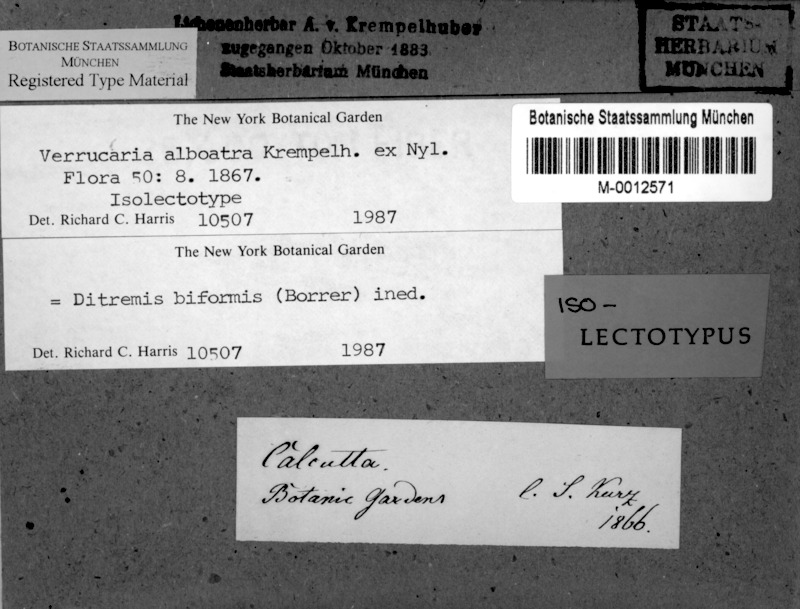 Lichenenherbar A. v. Krempelhuber
zugegangen Oktober 1883
Staatsherbarium München
STAATS-
HERBARIUM
MÜNCHEN
BOTANISCHE STAATSSAMMLUNG
MÜNCHEN
Registered Type Material
The New York Botanical Garden
Verrucaria alboatra Krempelh. ex Nyl.
Flora 50: 8. 1867.
Isolectotype
Det. Richard C. Harris 10507 1987
Botanische Staatssammlung München
M-0012571
The New York Botanical Garden
= Ditremis biformis (Borrer) ined.
Det. Richard C. Harris 10507 1987
ISO-
LECTOTYPUS
Calcutta.
Botanic Gardens l. S. Kurz
1866.